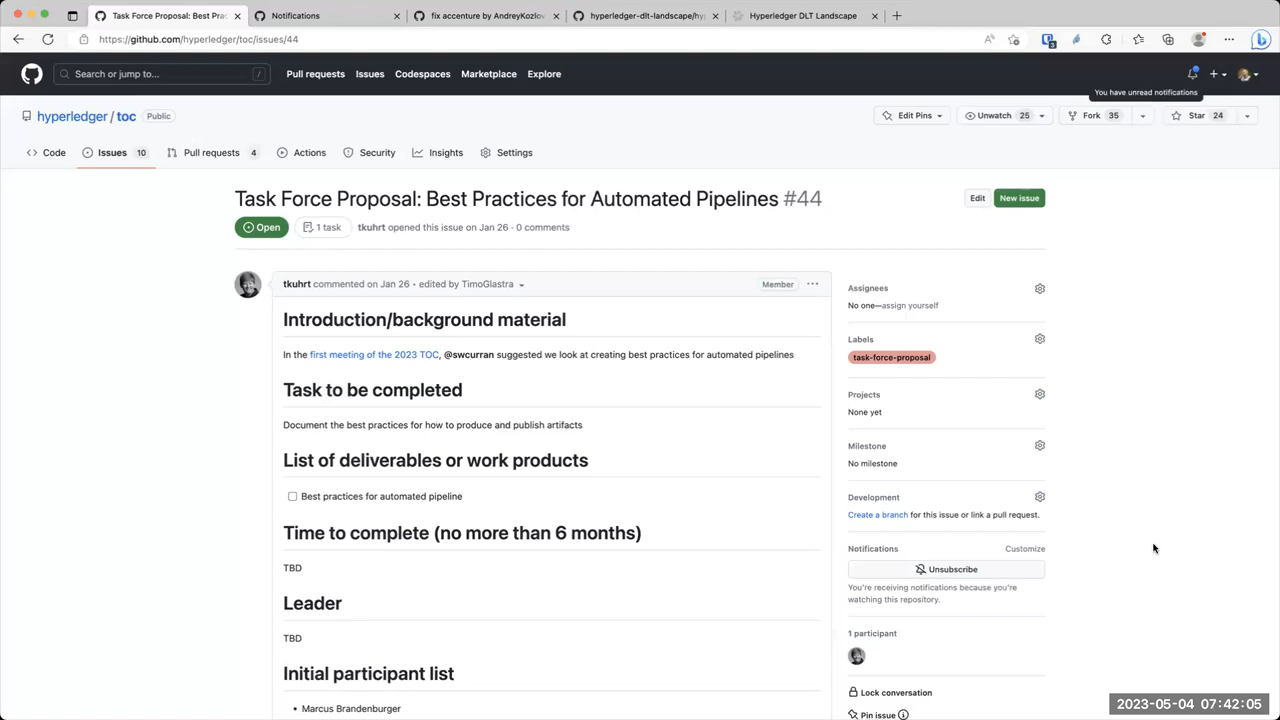 Task Force Proposal: Best Prac
Notifications
fix accenture by AndreyKozlov
hyperledger-dlt-landscape/hy
Hyperledger DLT Landscape
https://github.com/hyperledger/toc/issues/44
Search or jump to...
/
Pull requests
Issues
Codespaces
Marketplace
Explore
You have unread notifications
hyperledger / toc
Public
Edit Pins
Unwatch 25
Fork 35
Star 24
Code
Issues 10
Pull requests 4
Actions
Security
Insights
Settings
Task Force Proposal: Best Practices for Automated Pipelines #44
Edit
New issue
Open
1 task
tkuhrt opened this issue on Jan 26 · 0 comments
tkuhrt commented on Jan 26 • edited by TimoGlastra
Member
Introduction/background material
In the first meeting of the 2023 TOC, @swcurran suggested we look at creating best practices for automated pipelines
Task to be completed
Document the best practices for how to produce and publish artifacts
List of deliverables or work products
Best practices for automated pipeline
Time to complete (no more than 6 months)
TBD
Leader
TBD
Initial participant list
• Marcus Brandenburger
Assignees
No one—assign yourself
Labels
task-force-proposal
Projects
None yet
Milestone
No milestone
Development
Create a branch for this issue or link a pull request.
Notifications
Customize
Unsubscribe
You're receiving notifications because you're
watching this repository.
1 participant
Lock conversation
Pin issue
2023-05-04 07:42:05